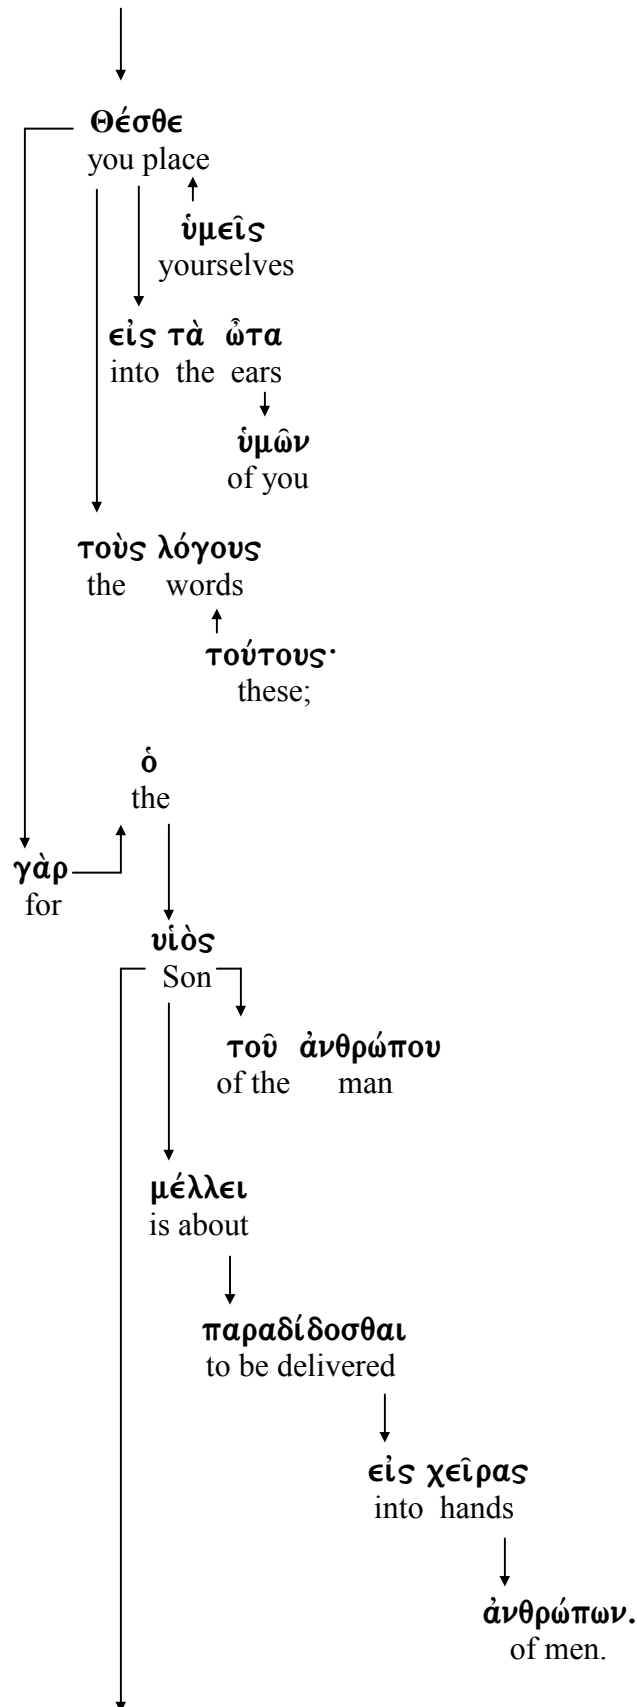 Θέσθε
you place
ὑμεῖς
yourselves
εἰς τὰ ὦτα
into the ears
ὑμῶν
of you
τοὺς λόγους
the words
τούτους·
these;
ὁ
the
γὰρ
for
υἱὸς
Son
τοῦ ἀνθρώπου
of the man
μέλλει
is about
παραδίδοσθαι
to be delivered
εἰς χεῖρας
into hands
ἀνθρώπων.
of men.